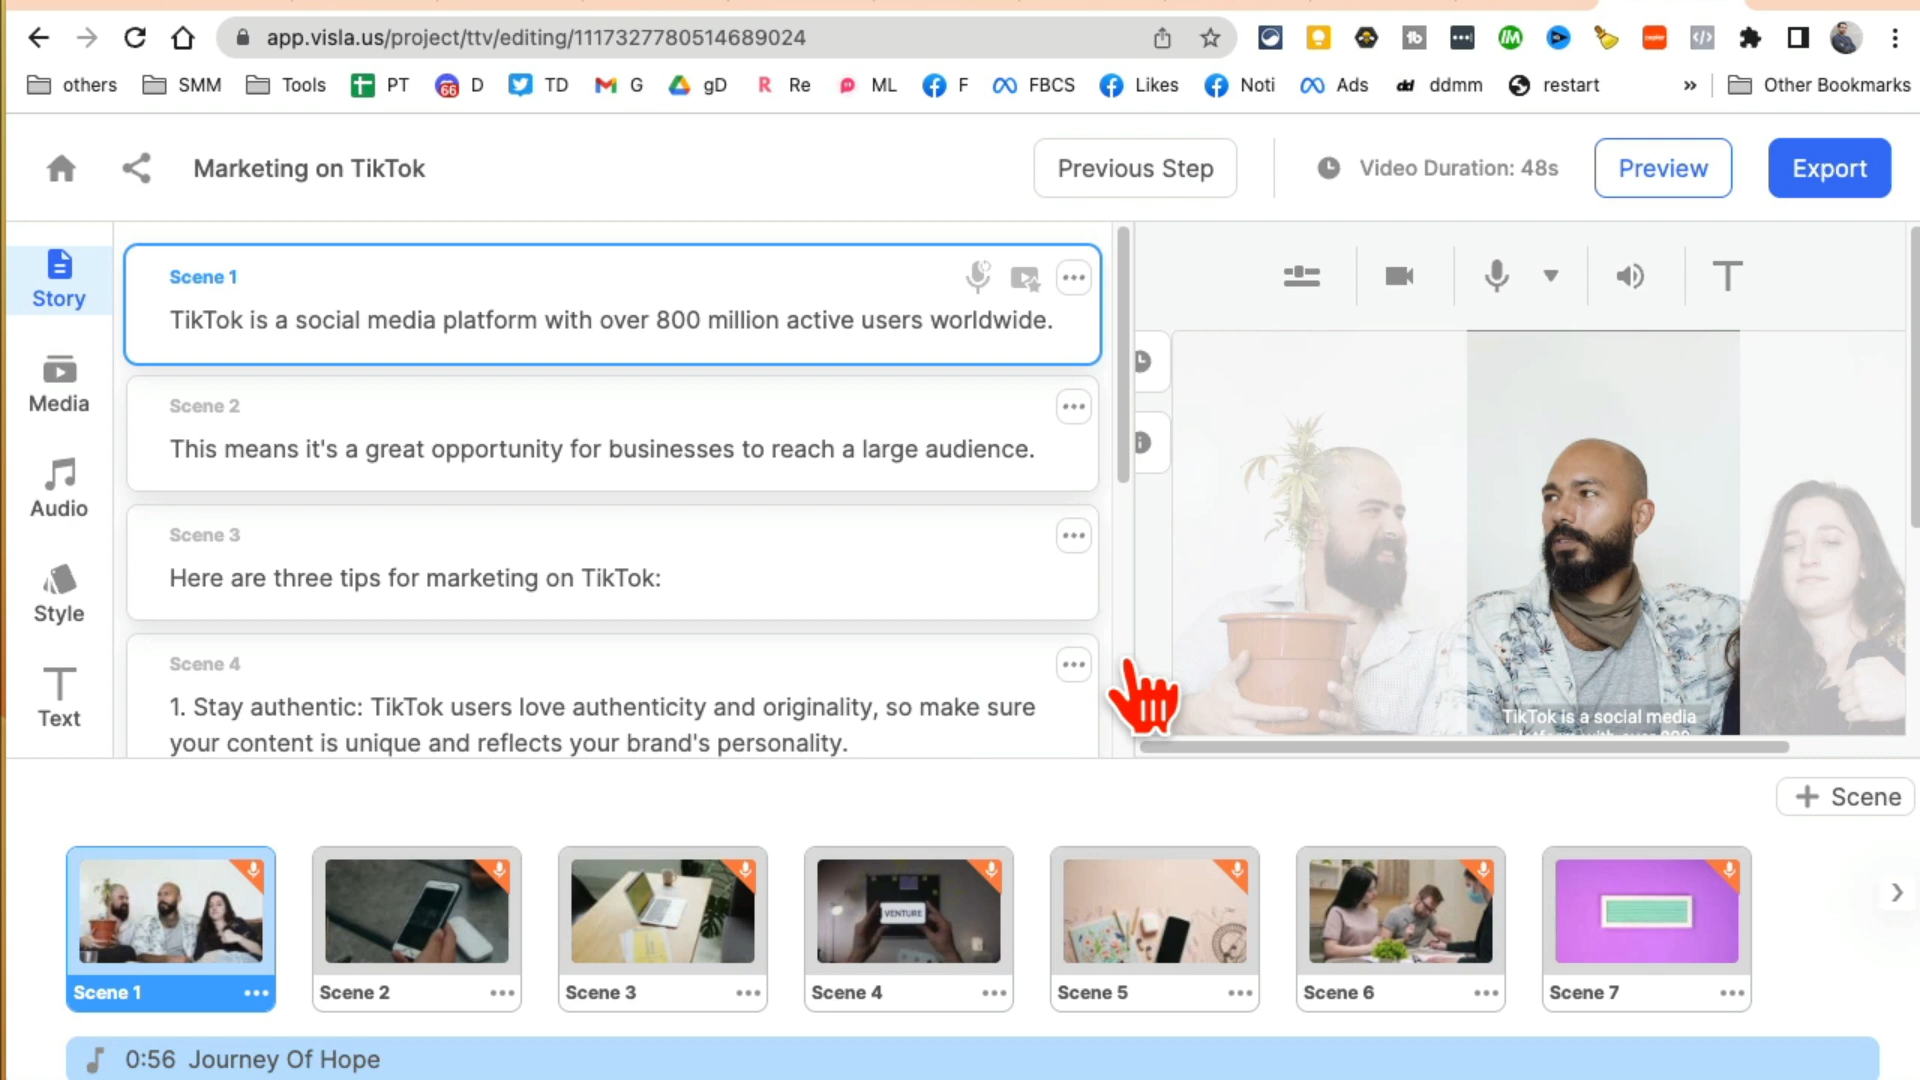 app.visla.us/project/ttv/editing/1117327780514689024
others
SMM
Tools
PT
66
D
TD
G
gD
R
Re
ML
F
FBCS
Likes
Noti
Ads
dd
ddmm
restart
»
Other Bookmarks
Marketing on TikTok
Previous Step
Video Duration: 48s
Preview
Export
Story
Media
Audio
Style
Text
Scene 1
TikTok is a social media platform with over 800 million active users worldwide.
Scene 2
This means it's a great opportunity for businesses to reach a large audience.
Scene 3
Here are three tips for marketing on TikTok:
Scene 4
1. Stay authentic: TikTok users love authenticity and originality, so make sure
your content is unique and reflects your brand's personality.
TikTok is a social media
+ Scene
VENTURE
Scene 1
Scene 2
Scene 3
Scene 4
Scene 5
Scene 6
Scene 7
0:56 Journey Of Hope